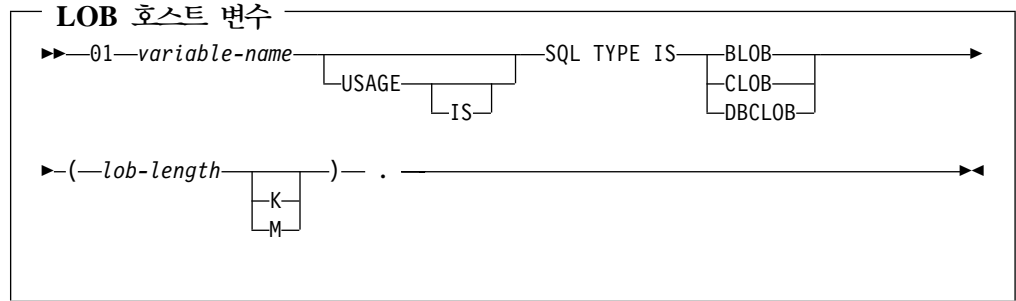 LOB 호스트 변수
01 variable-name SQL TYPE IS BLOB
USAGE CLOB
IS DBCLOB
( lob-length ) .
K
M